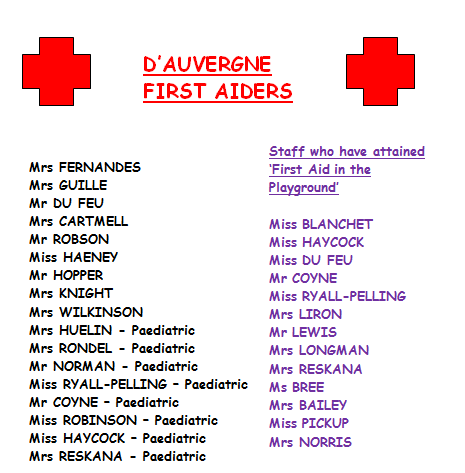 D'AUVERGNE
FIRST AIDERS
Mrs FERNANDES
Mrs GUILLE
Mr DU FEU
Mrs CARTMELL
Mr ROBSON
Miss HAENEY
Mr HOPPER
Mrs KNIGHT
Mrs WILKINSON
Mrs HUELIN - Paediatric
Mrs RONDEL - Paediatric
Mr NORMAN - Paediatric
Miss RYALL-PELLING – Paediatric
Mr COYNE – Paediatric
Miss ROBINSON – Paediatric
Miss HAYCOCK – Paediatric
Mrs RESKANA - Paediatric
Staff who have attained
‘First Aid in the
Playground’
Miss BLANCHET
Miss HAYCOCK
Miss DU FEU
Mr COYNE
Miss RYALL-PELLING
Mrs LIRON
Mr LEWIS
Mrs LONGMAN
Mrs RESKANA
Ms BREE
Mrs BAILEY
Miss PICKUP
Mrs NORRIS